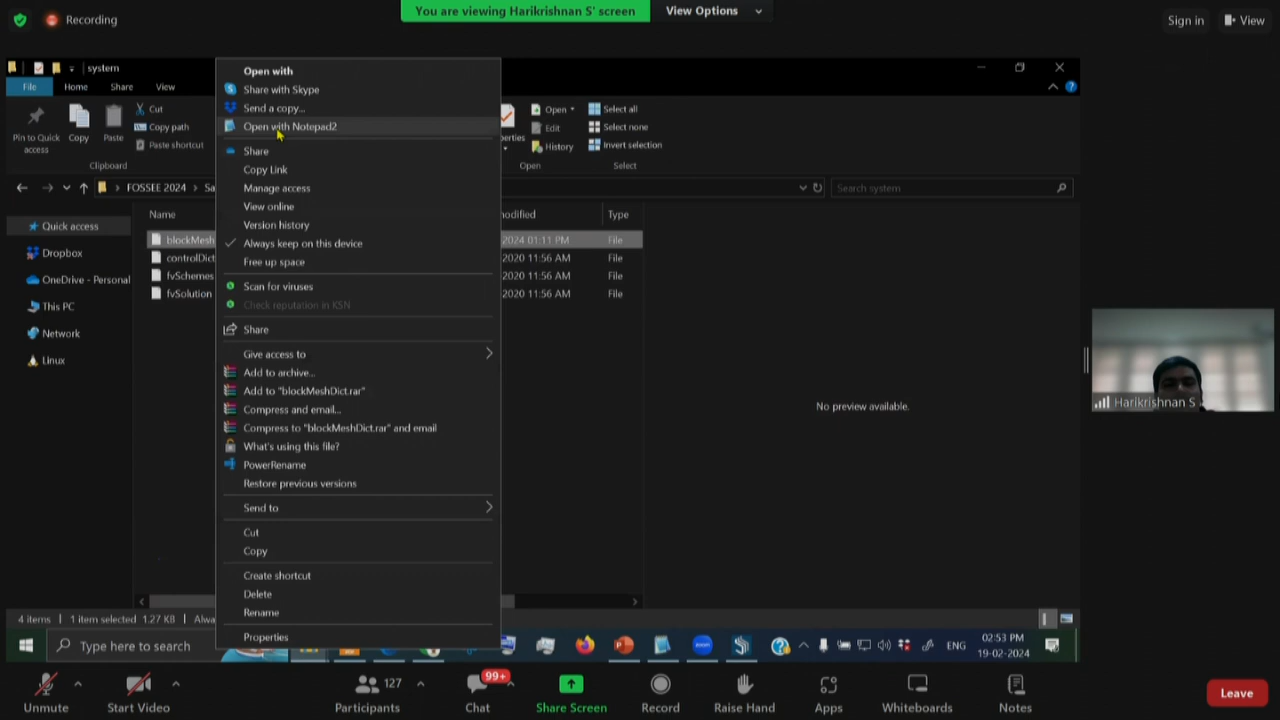 Recording
You are viewing Harikrishnan S' screen
View Options
Sign in
View
system
File
Home
Share
View
Pin to Quick access
Copy
Paste
Cut
Copy path
Paste shortcut
Clipboard
Open
Edit
History
Open
Select all
Select none
Invert selection
Select
FOSSEE 2024
Search system
Quick access
Dropbox
OneDrive - Personal
This PC
Network
Linux
Name
Type
blockMesh
2024 01:11 PM
File
controlDict
2020 11:56 AM
File
fvSchemes
2020 11:56 AM
File
fvSolution
2020 11:56 AM
File
Open with
Share with Skype
Send a copy...
Open with Notepad2
Share
Copy Link
Manage access
View online
Version history
Always keep on this device
Free up space
Scan for viruses
Check reputation in KSN
Share
Give access to
Add to archive...
Add to "blockMeshDict.rar"
Compress and email...
Compress to "blockMeshDict.rar" and email
What's using this file?
PowerRename
Restore previous versions
Send to
Cut
Copy
Create shortcut
Delete
Rename
Properties
No preview available.
Harikrishnan S
4 items
1 item selected 1.27 KB
Type here to search
ENG
02:53 PM
19-02-2024
Unmute
Start Video
127
Participants
99+
Chat
Share Screen
Record
Raise Hand
Apps
Whiteboards
Notes
Leave